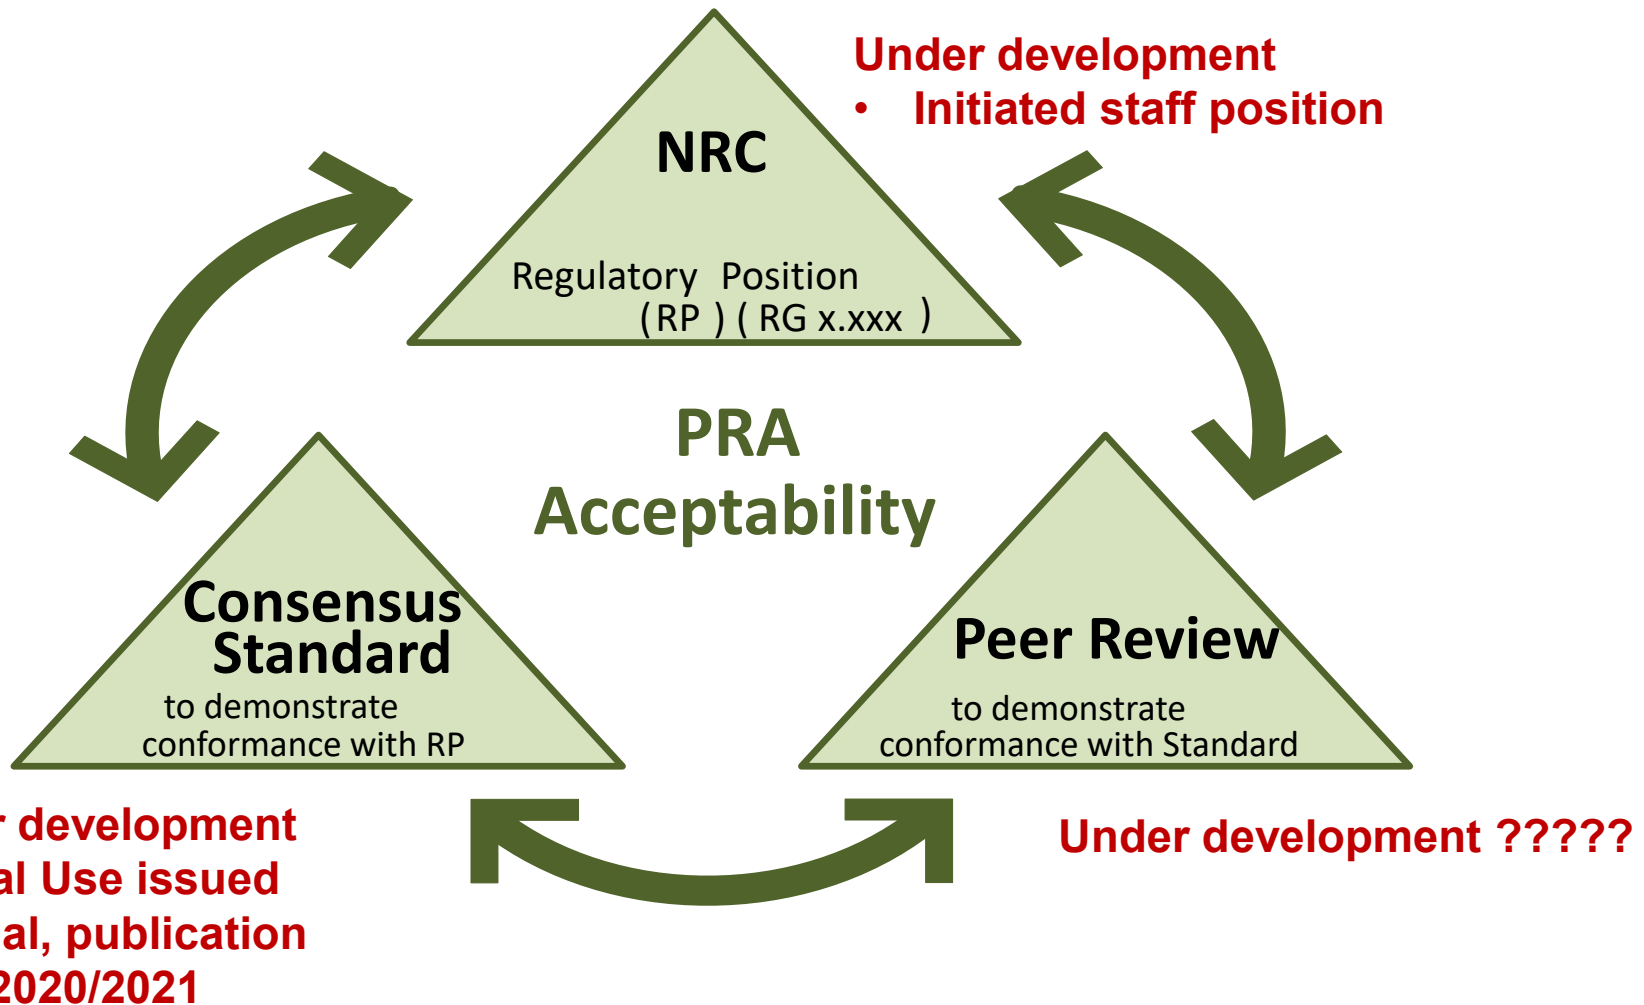 Under development
• Initiated staff position
NRC
Regulatory Position
(RP) (RG x.xxx)
PRA
Acceptability
Consensus
Standard
to demonstrate
conformance with RP
Peer Review
to demonstrate
conformance with Standard
development
Use issued
publication
2020/2021
Under development ?????